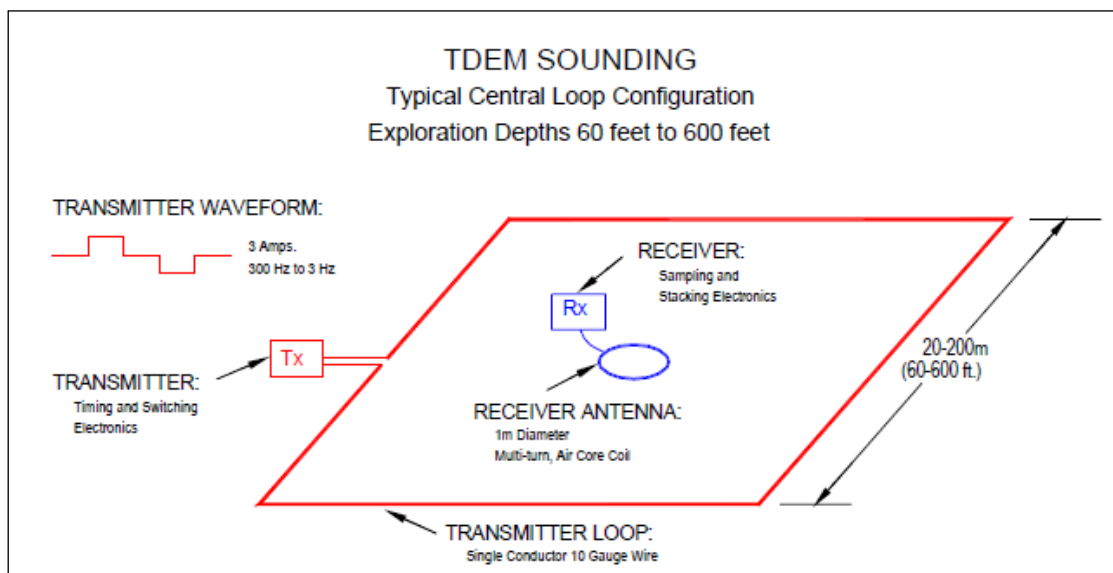 TDEM SOUNDING
Typical Central Loop Configuration
Exploration Depths 60 feet to 600 feet
TRANSMITTER WAVEFORM:
3 Amps.
300 Hz to 3 Hz
RECEIVER:
Sampling and
Stacking Electronics
Rx
Tx
20-200m
(60-600 ft.)
TRANSMITTER:
Timing and Switching
Electronics
RECEIVER ANTENNA:
1m Diameter
Multi-turn, Air Core Coil
TRANSMITTER LOOP:
Single Conductor 10 Gauge Wire